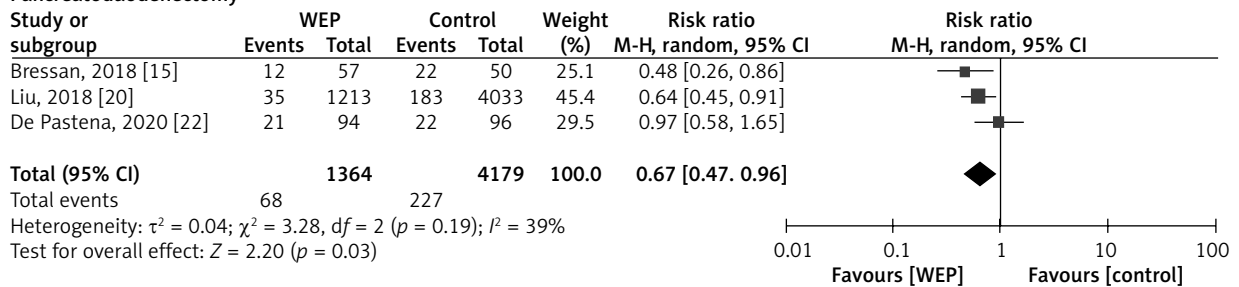 Pancreatoduodenectomy
Study or WEP Control Weight Risk ratio Risk ratio
subgroup Events Total Events Total (%) M-H, random, 95% CI M-H, random, 95% CI
Bressan, 2018 [15] 12 57 22 50 25.1 0.48 [0.26, 0.86]
Liu, 2018 [20] 35 1213 183 4033 45.4 0.64 [0.45, 0.91]
De Pastena, 2020 [22] 21 94 22 96 29.5 0.97 [0.58, 1.65]
Total (95% CI) 1364 4179 100.0 0.67 [0.47. 0.96]
Total events 68 227
Heterogeneity: τ² = 0.04; χ² = 3.28, df = 2 (p = 0.19); I² = 39%
Test for overall effect: Z = 2.20 (p = 0.03)
0.01 0.1 1 10 100
Favours [WEP] Favours [control]